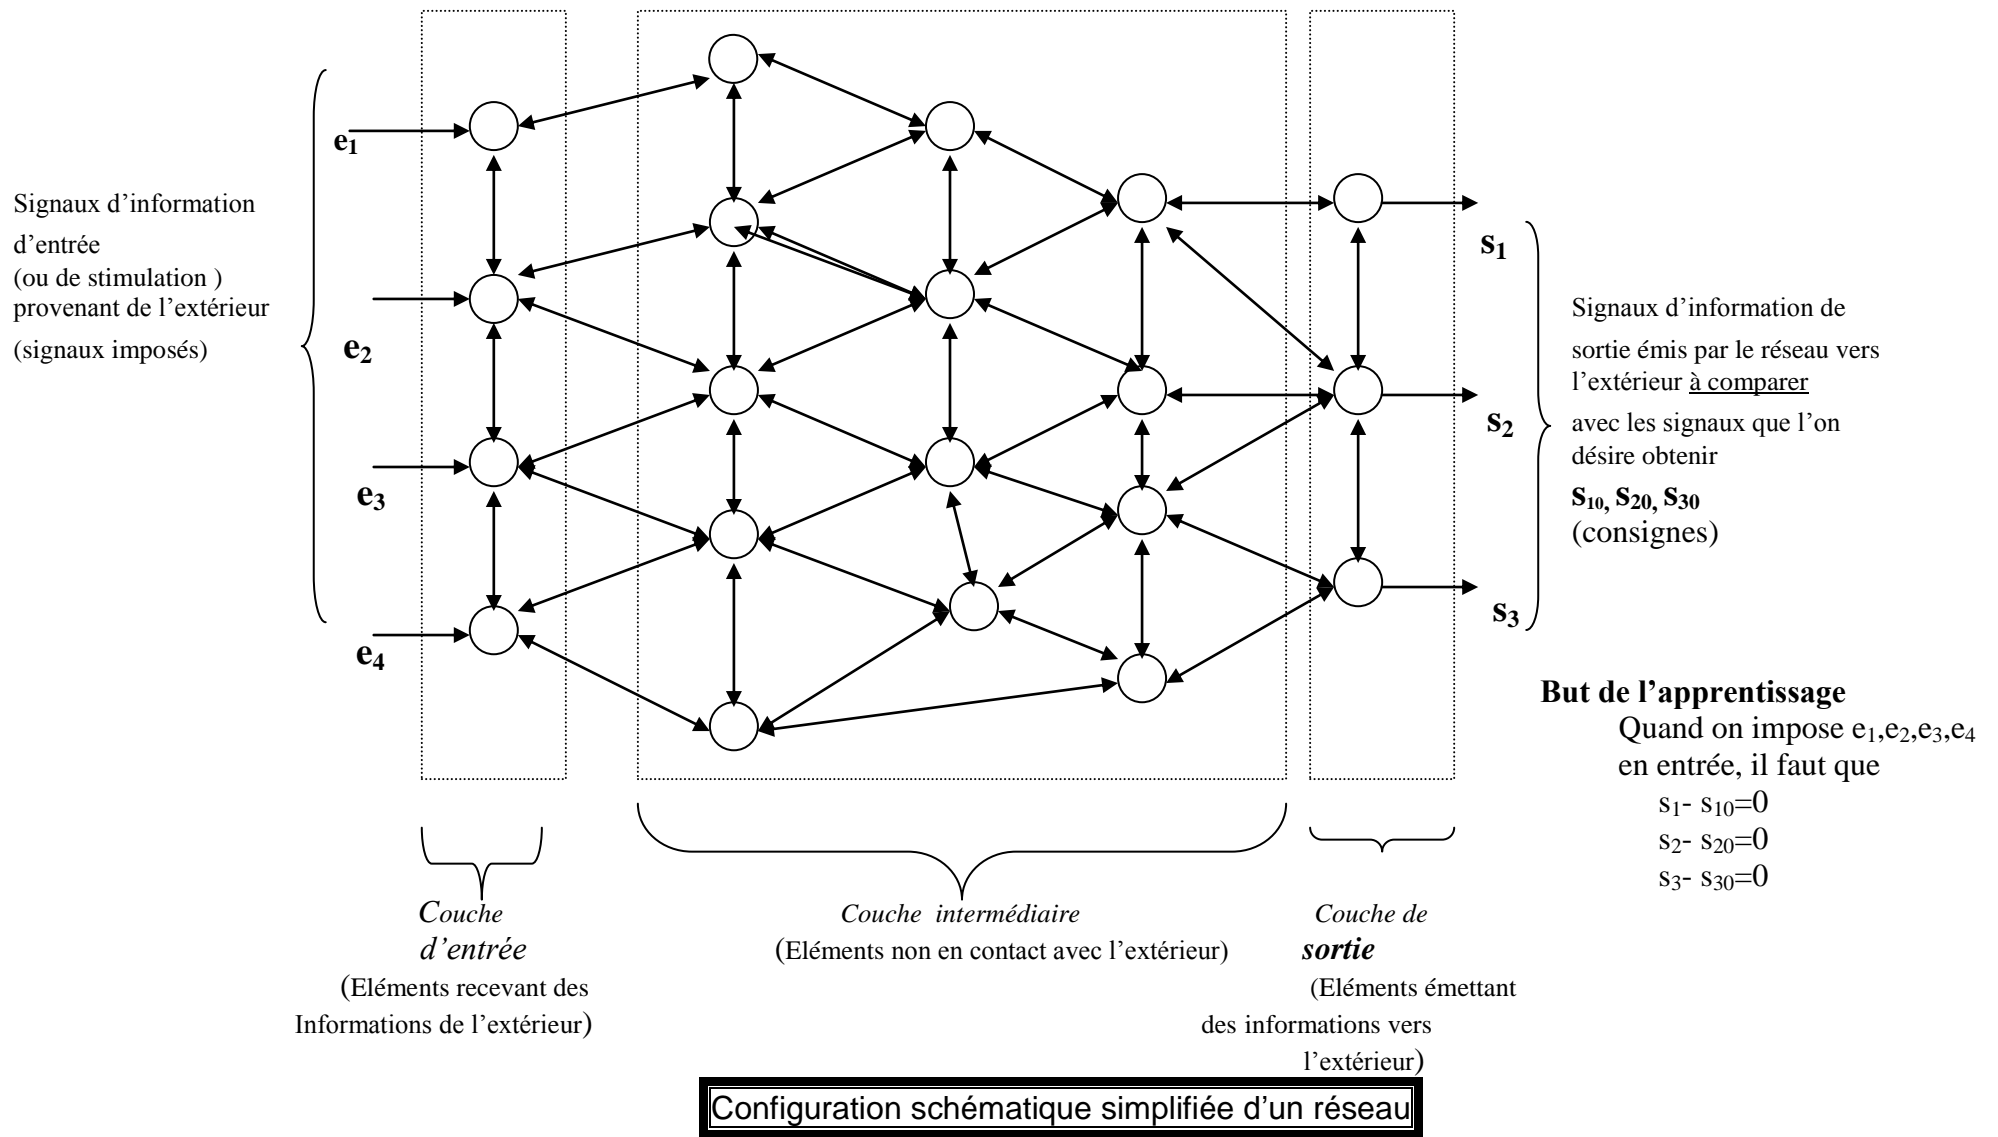 e1
e2
e3
e4
Signaux d’information
d’entrée
(ou de stimulation )
provenant de l’extérieur
(signaux imposés)
s1
s2
s3
Signaux d’information de
sortie émis par le réseau vers
l’extérieur à comparer
avec les signaux que l’on
désire obtenir
s10, s20, s30
(consignes)
But de l’apprentissage
Quand on impose e1,e2,e3,e4
en entrée, il faut que
s1- s10=0
s2- s20=0
s3- s30=0
Couche
d’entrée
(Eléments recevant des
Informations de l’extérieur)
Couche intermédiaire
(Eléments non en contact avec l’extérieur)
Couche de
sortie
(Eléments émettant
des informations vers
l’extérieur)
Configuration schématique simplifiée d’un réseau